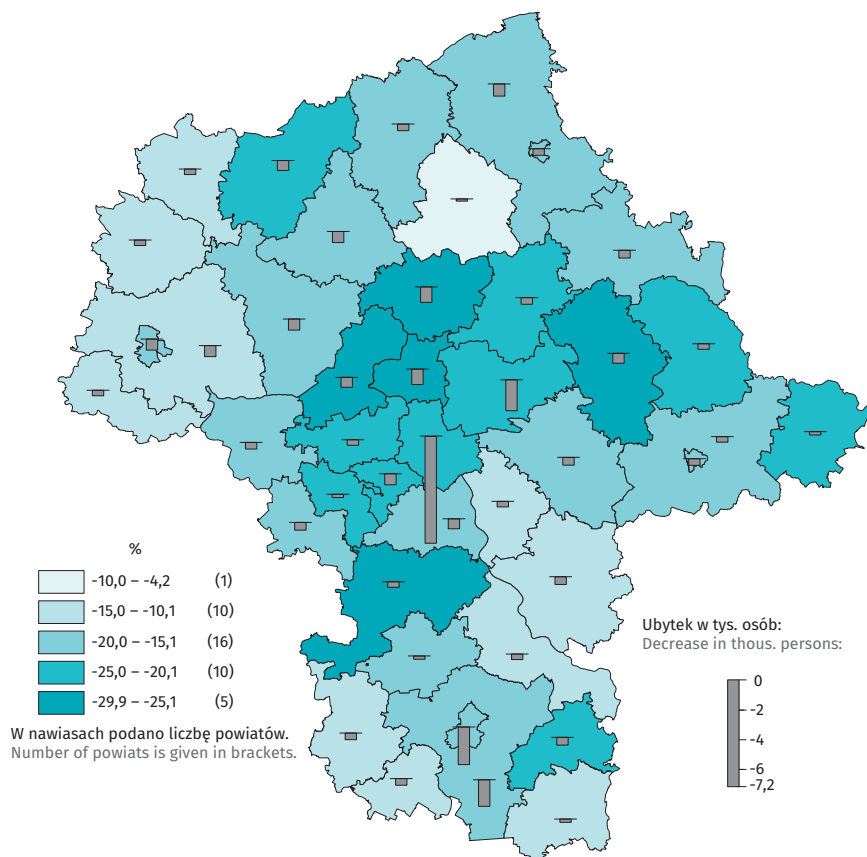 %
-10,0 – -4,2 (1)
-15,0 – -10,1 (10)
-20,0 – -15,1 (16)
-25,0 – -20,1 (10)
-29,9 – -25,1 (5)
W nawiasach podano liczbę powiatów.
Number of powiats is given in brackets.
Ubytek w tys. osób:
Decrease in thous. persons:
0
-2
-4
-6
-7,2